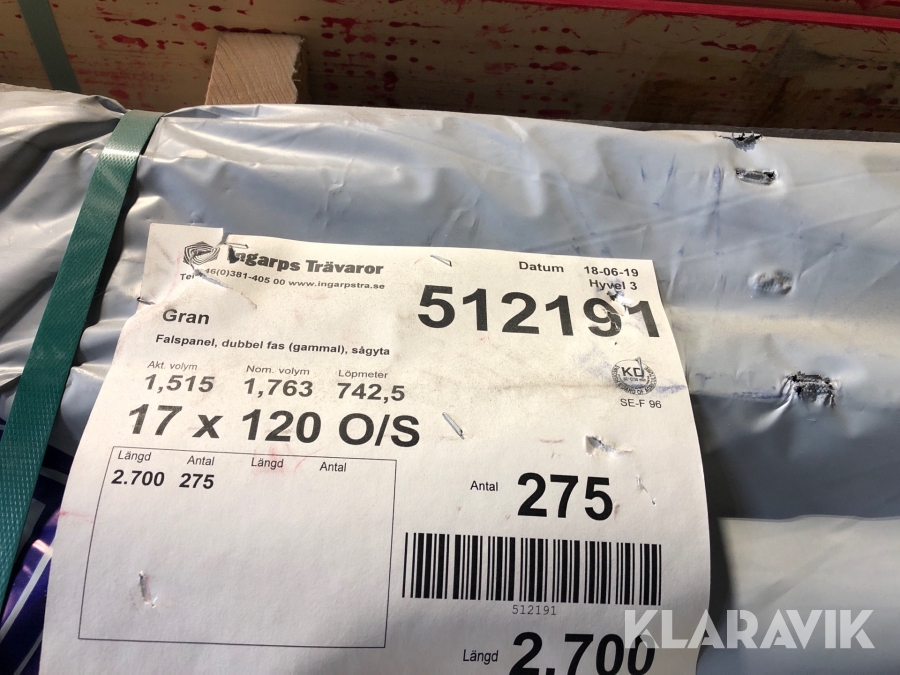 Ingarps Trävaror
Tel +46(0)381-405 00 www.ingarpstra.se
Datum 18-06-19
Hyvel 3
512191
Gran
Falspanel, dubbel fas (gammal), sågyta
Akt. volym Nom. volym Löpmeter
1,515 1,763 742,5
KD
SE-F 96
17 x 120 O/S
Längd Antal Längd Antal
2.700 275
Antal 275
512191
Längd 2.700
KLARAVIK